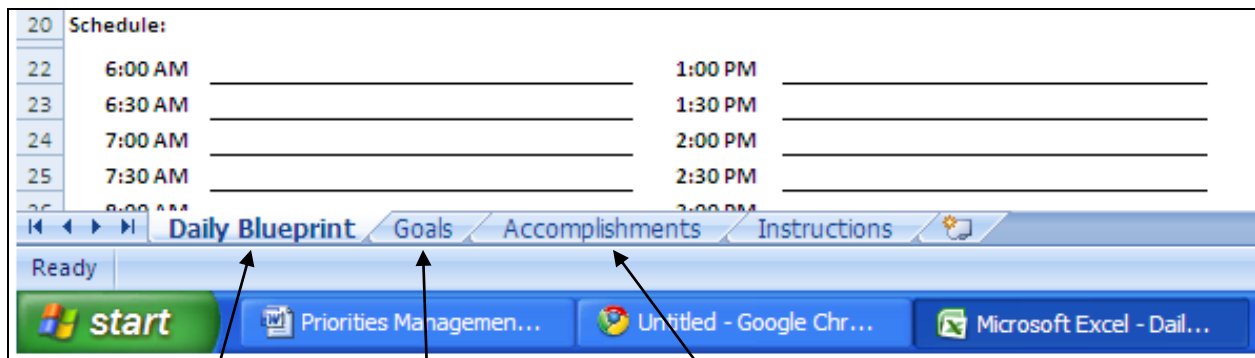 20 Schedule:
22 6:00 AM 1:00 PM
23 6:30 AM 1:30 PM
24 7:00 AM 2:00 PM
25 7:30 AM 2:30 PM
Daily Blueprint Goals Accomplishments Instructions
Ready
start Priorities Managemen... Untitled - Google Chr... Microsoft Excel - Dail...